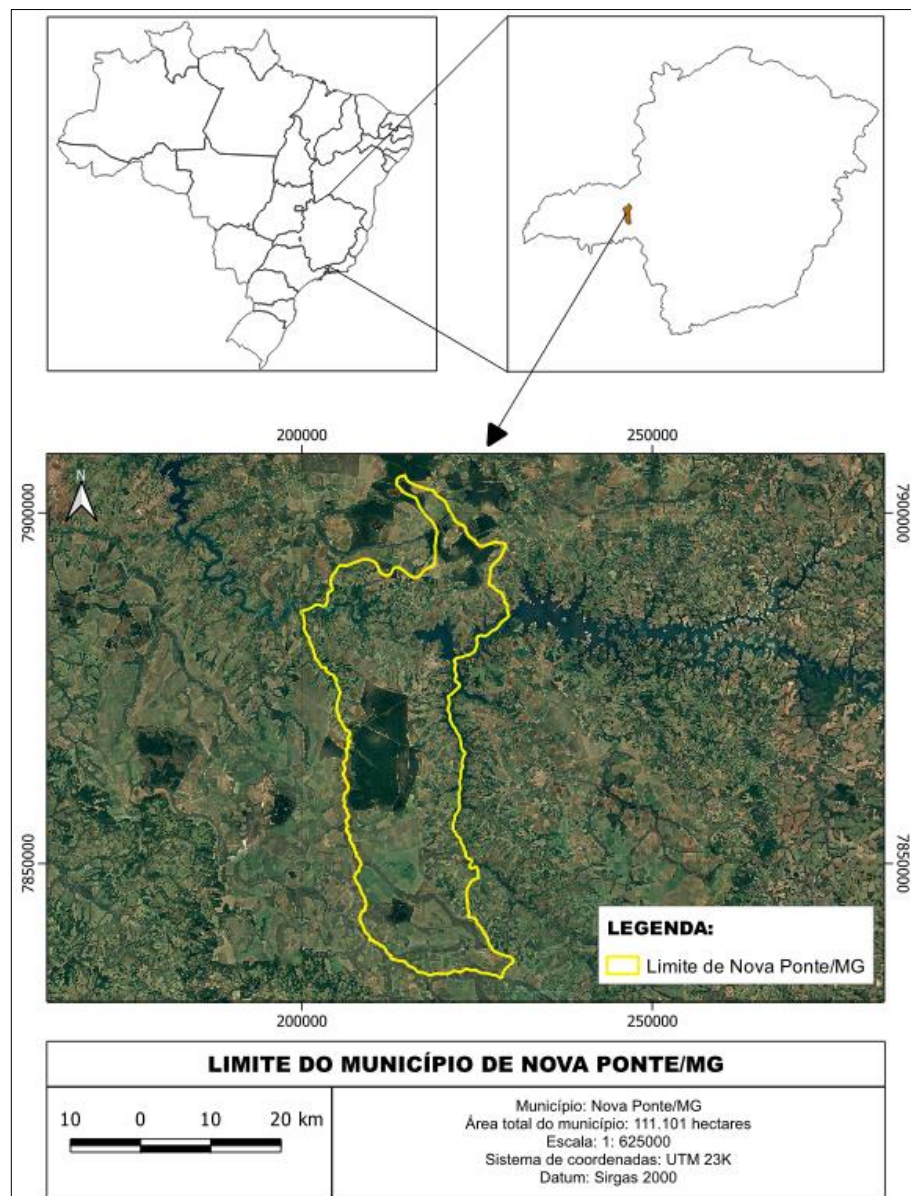 200000
250000
N
7900000
7900000
7850000
7850000
LEGENDA:
Limite de Nova Ponte/MG
200000
250000
LIMITE DO MUNICÍPIO DE NOVA PONTE/MG
10 0 10 20 km
Município: Nova Ponte/MG
Área total do município: 111.101 hectares
Escala: 1: 625000
Sistema de coordenadas: UTM 23K
Datum: Sirgas 2000